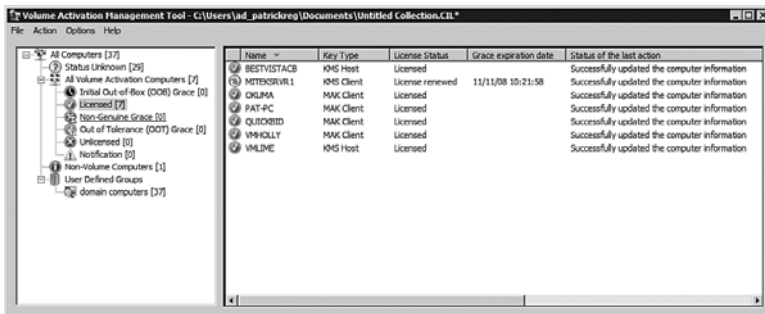 Volume Activation Management Tool - C:\Users\ad_patrickreg\Documents\Untitled Collection.CIL*
File Action Options Help
All Computers [37]
Status Unknown [29]
All Volume Activation Computers [7]
Initial Out-of-Box (OOB) Grace [0]
Licensed [7]
Non-Genuine Grace [0]
Out of Tolerance (OOT) Grace [0]
Unlicensed [0]
Notification [0]
Non-Volume Computers [1]
User Defined Groups
domain computers [37]
Name Key Type License Status Grace expiration date Status of the last action
BESTVISTACB KMS Host Licensed Successfully updated the computer information
MITEKSRVR1 KMS Client License renewed 11/11/08 10:21:58 Successfully updated the computer information
OKUMA MAK Client Licensed Successfully updated the computer information
PAT-PC MAK Client Licensed Successfully updated the computer information
QUICKBID MAK Client Licensed Successfully updated the computer information
VMHOLLY MAK Client Licensed Successfully updated the computer information
VMLIME KMS Host Licensed Successfully updated the computer information